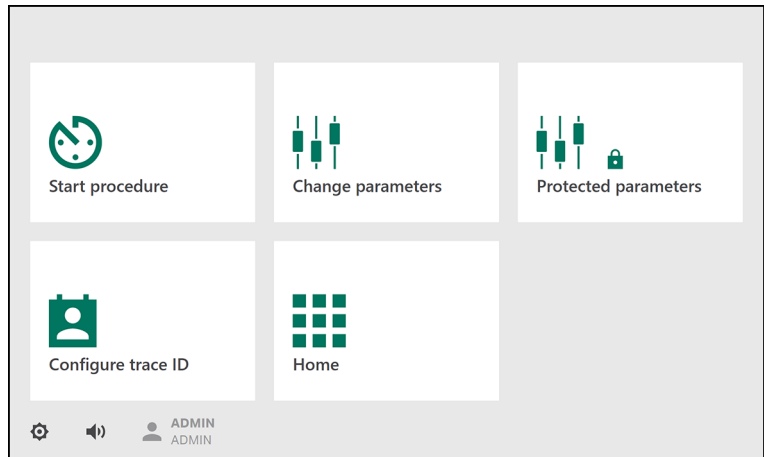 Start procedure
Change parameters
Protected parameters
Configure trace ID
Home
ADMIN
ADMIN